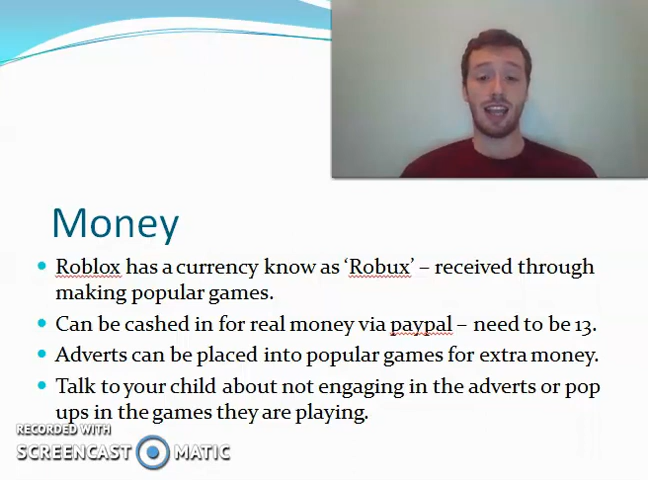 Money
Roblox has a currency know as ‘Robux’ – received through
making popular games.
Can be cashed in for real money via paypal – need to be 13.
Adverts can be placed into popular games for extra money.
Talk to your child about not engaging in the adverts or pop
ups in the games they are playing.
RECORDED WITH
SCREENCAST MATIC